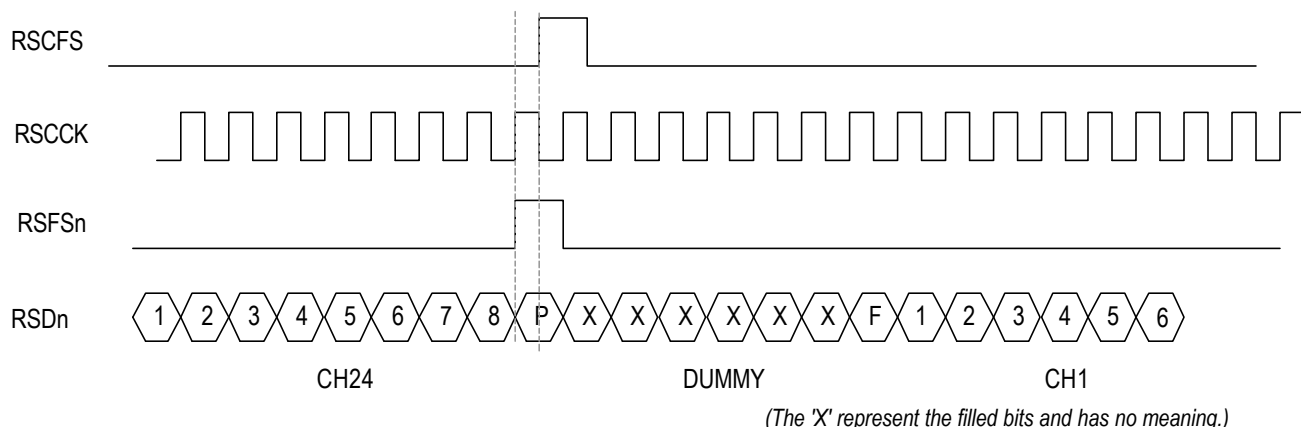 RSCFS
RSCCK
RSFSn
RSDn 1 2 3 4 5 6 7 8 P X X X X X X F 1 2 3 4 5 6
CH24 DUMMY CH1
(The 'X' represent the filled bits and has no meaning.)